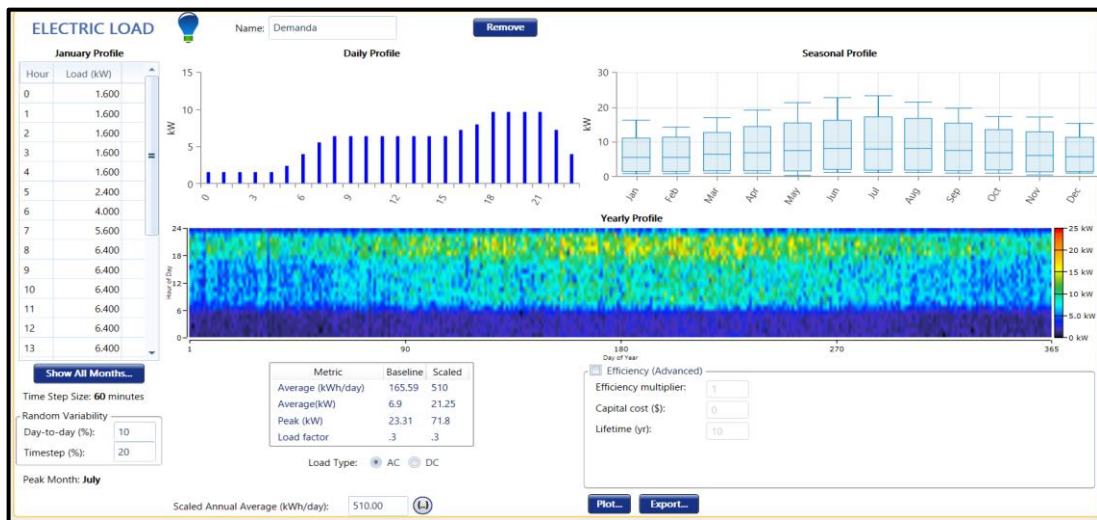 ELECTRIC LOAD
Name: Demanda
Remove
January Profile
Hour Load (kW)
0 1.600
1 1.600
2 1.600
3 1.600
4 1.600
5 2.400
6 4.000
7 5.600
8 6.400
9 6.400
10 6.400
11 6.400
12 6.400
13 6.400
Show All Months...
Time Step Size: 60 minutes
Random Variability
Day-to-day (%): 10
Timestep (%): 20
Peak Month: July
Daily Profile
15
10
5
0
kW
0 3 6 9 12 15 18 21
Seasonal Profile
30
20
10
0
kW
Jan Feb Mar Apr May Jun Jul Aug Sep Oct Nov Dec
Yearly Profile
24
18
12
6
0
Hour of Day
1 90 180 270 365
Day of Year
25 kW
20 kW
15 kW
10 kW
5.0 kW
0 kW
Metric Baseline Scaled
Average (kWh/day) 165.59 510
Average(kW) 6.9 21.25
Peak (kW) 23.31 71.8
Load factor .3 .3
Load Type: AC DC
Scaled Annual Average (kWh/day): 510.00 {..}
Efficiency (Advanced)
Efficiency multiplier: 1
Capital cost ($): 0
Lifetime (yr): 10
Plot... Export...